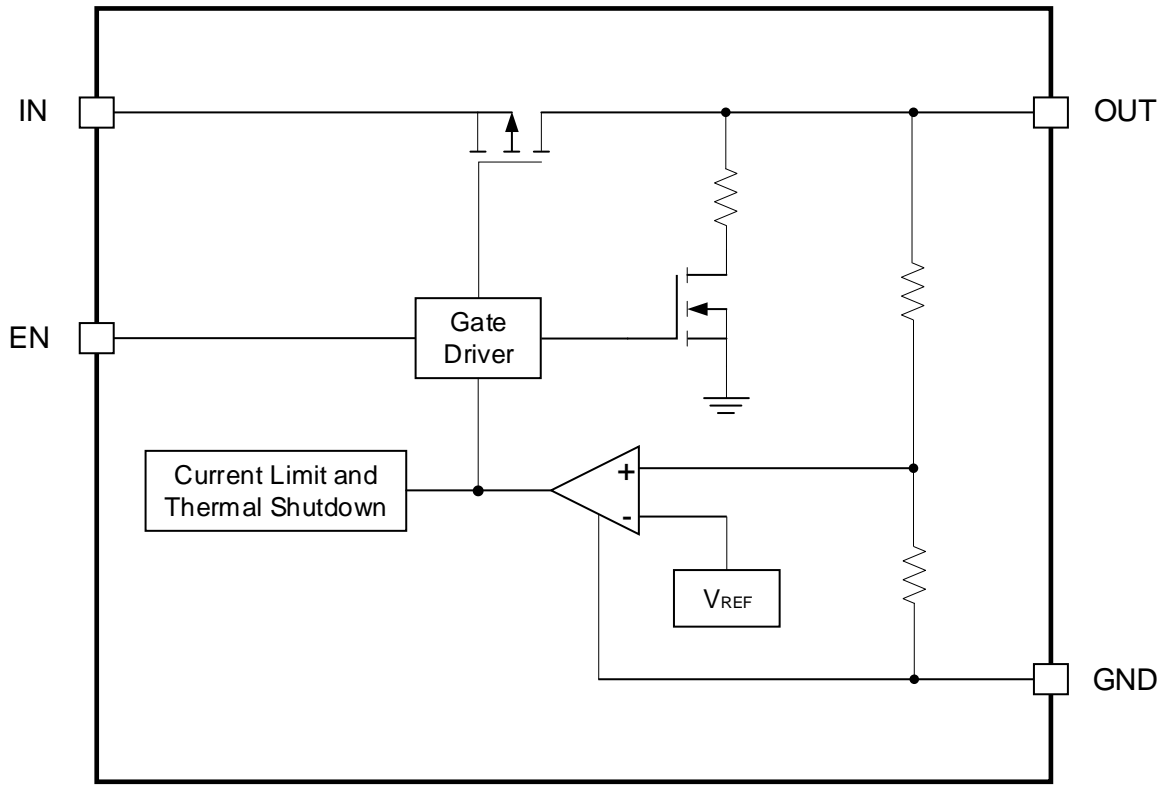 IN
OUT
EN
Gate
Driver
Current Limit and
Thermal Shutdown
+
-
VREF
GND